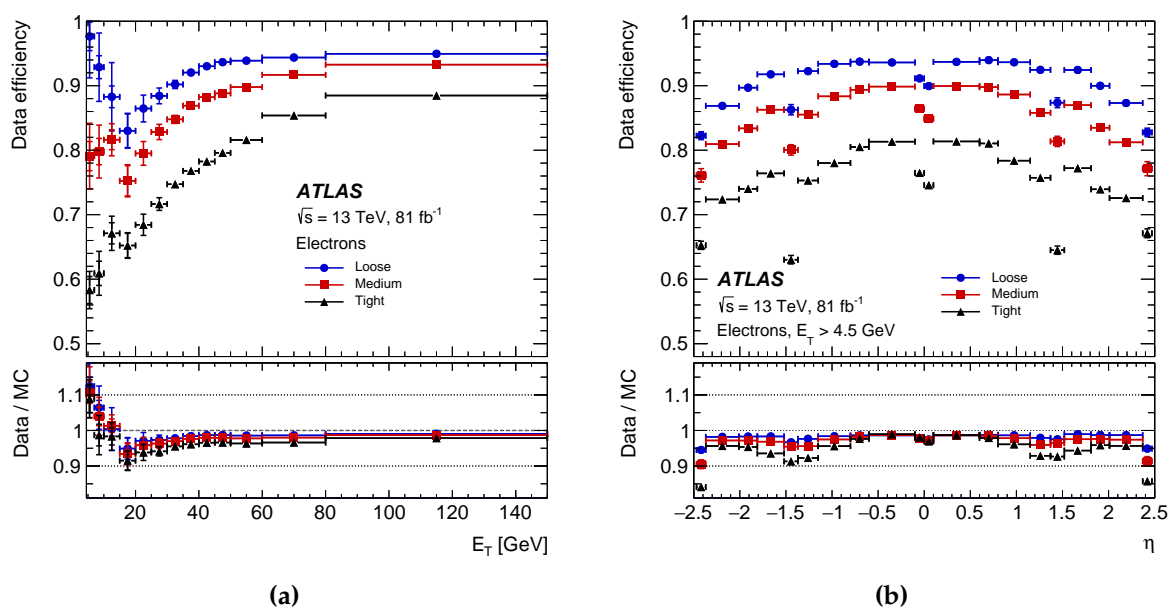 Data efficiency
1
0.9
0.8
0.7
0.6
0.5
ATLAS
√s = 13 TeV, 81 fb⁻¹
Electrons
Loose
Medium
Tight
Data / MC
1.1
1
0.9
20 40 60 80 100 120 140
E_T [GeV]
(a)
Data efficiency
1
0.9
0.8
0.7
0.6
0.5
ATLAS
√s = 13 TeV, 81 fb⁻¹
Electrons, E_T > 4.5 GeV
Loose
Medium
Tight
Data / MC
1.1
1
0.9
−2.5 −2 −1.5 −1 −0.5 0 0.5 1 1.5 2 2.5
η
(b)